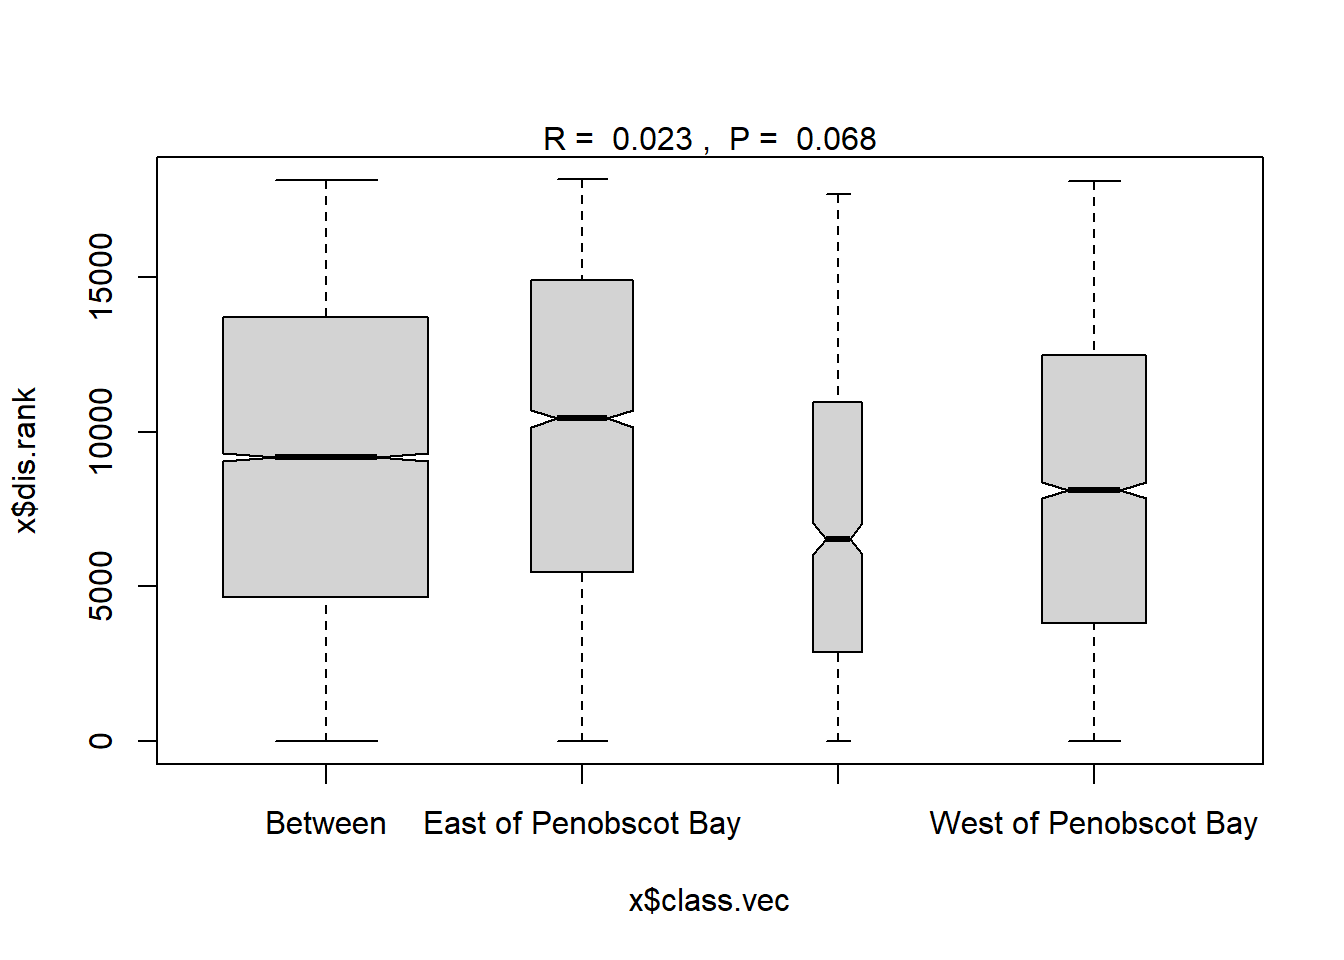 R =  0.023 ,  P =  0.068
x$dis.rank
15000
10000
5000
0
Between
East of Penobscot Bay
West of Penobscot Bay
x$class.vec